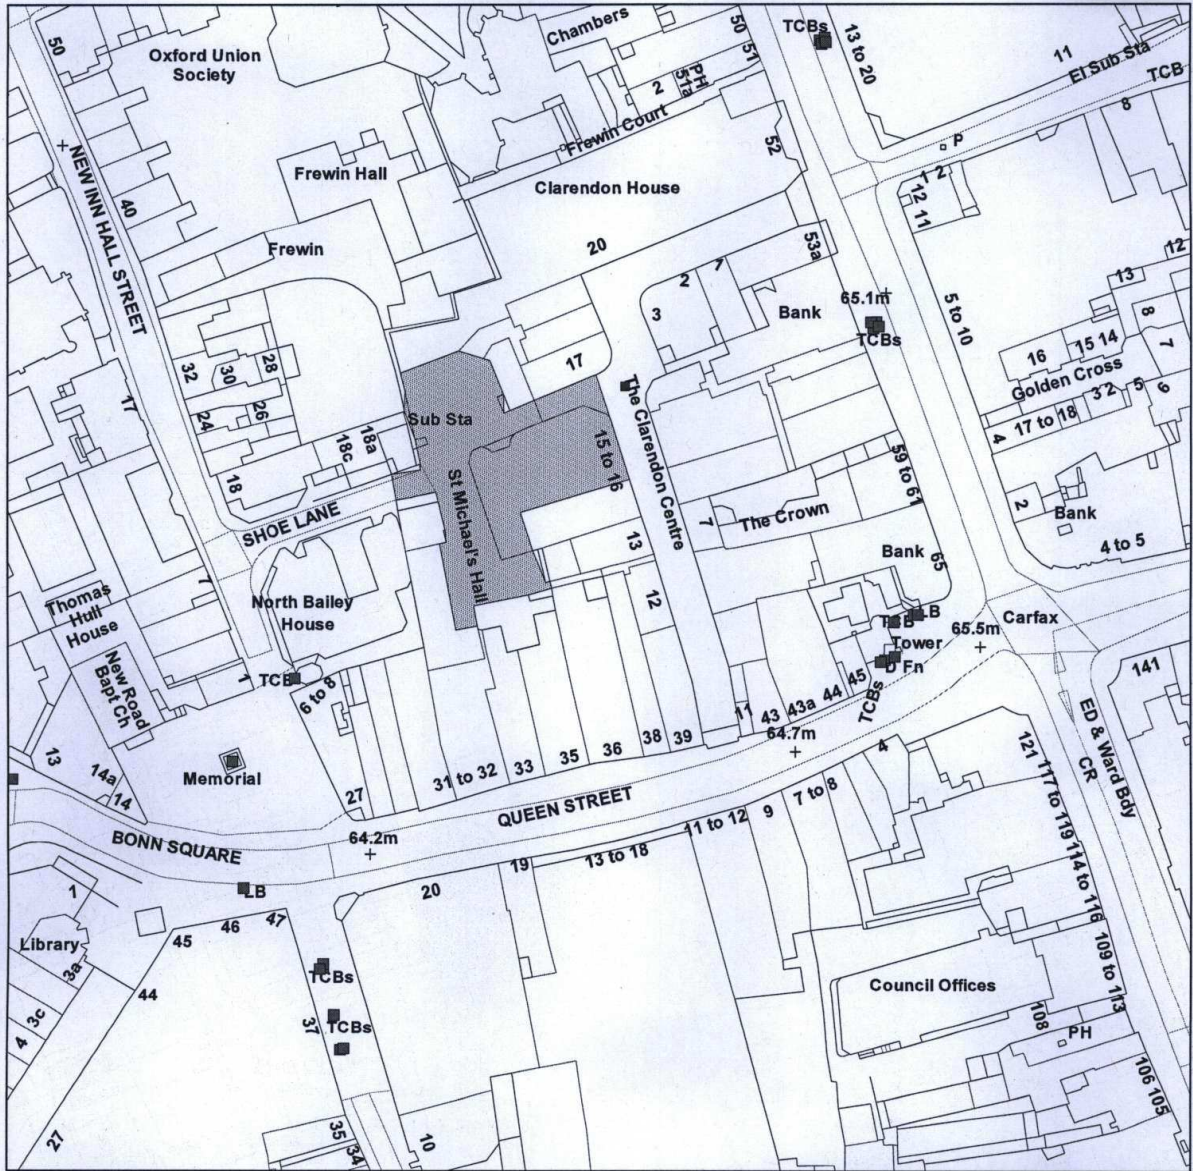 50
Oxford Union
Society
Chambers
50
51
TCBs
13 to 20
11
El Sub Sta
TCB
8
2
PH
51a
Frewin Court
52
P
1 2
12
11
NEW INN HALL STREET
40
Frewin Hall
Clarendon House
Frewin
20
53a
7
2
3
Bank
65.1m
TCBs
5 to 10
12
13
8
7
16
15 14
Golden Cross
6
5
3 2
17 to 18
4
32
30
28
26
24
17
17
The Clarendon Centre
Sub Sta
18a
18c
18
15 to 16
59 to 61
St Michael's Hall
SHOE LANE
13
7
The Crown
2
Bank
4 to 5
Bank
65
7
Thomas
Hull
House
North Bailey
House
12
LB
TCB
Tower
65.5m
Carfax
D Fn
TCBs
141
New Road
Bapt Ch
1
TCB
6 to 8
11
43
43a
44
45
64.7m
4
121
ED & Ward Bdy
CR
117 to 119
114 to 116
13
14a
14
Memorial
27
31 to 32
33
35
36
38
39
QUEEN STREET
7 to 8
9
11 to 12
13 to 18
19
20
BONN SQUARE
64.2m
1
LB
47
46
45
Library
3a
44
3c
4
TCBs
37
TCBs
Council Offices
109 to 113
108
PH
106
105
27
35
34
10